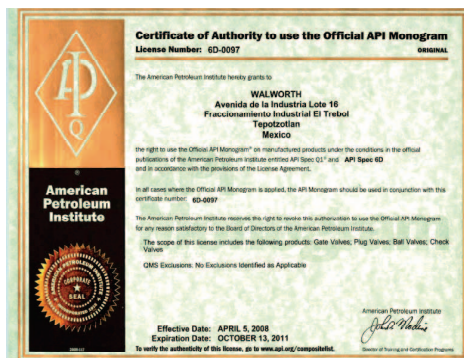 Certificate of Authority to use the Official API Monogram
License Number: 6D-0097
ORIGINAL
The American Petroleum Institute hereby grants to
WALWORTH
Avenida de la Industria Lote 16
Fraccionamiento Industrial El Trebol
Tepotzotlan
Mexico
the right to use the Official API Monogram® on manufactured products under the conditions in the official
publications of the American Petroleum Institute entitled API Spec Q1® and API Spec 6D
and in accordance with the provisions of the License Agreement.
In all cases where the Official API Monogram is applied, the API Monogram should be used in conjunction with this
certificate number: 6D-0097
The American Petroleum Institute reserves the right to revoke this authorization to use the Official API Monogram
for any reason satisfactory to the Board of Directors of the American Petroleum Institute.
The scope of this license includes the following products: Gate Valves; Plug Valves; Ball Valves; Check
Valves
QMS Exclusions: No Exclusions Identified as Applicable
American Petroleum Institute
Effective Date: APRIL 5, 2008
Expiration Date: OCTOBER 13, 2011
To verify the authenticity of this license, go to www.api.org/compositelist.
Director of Training and Certification Programs
API
Q
American
Petroleum
Institute
CORPORATE
SEAL